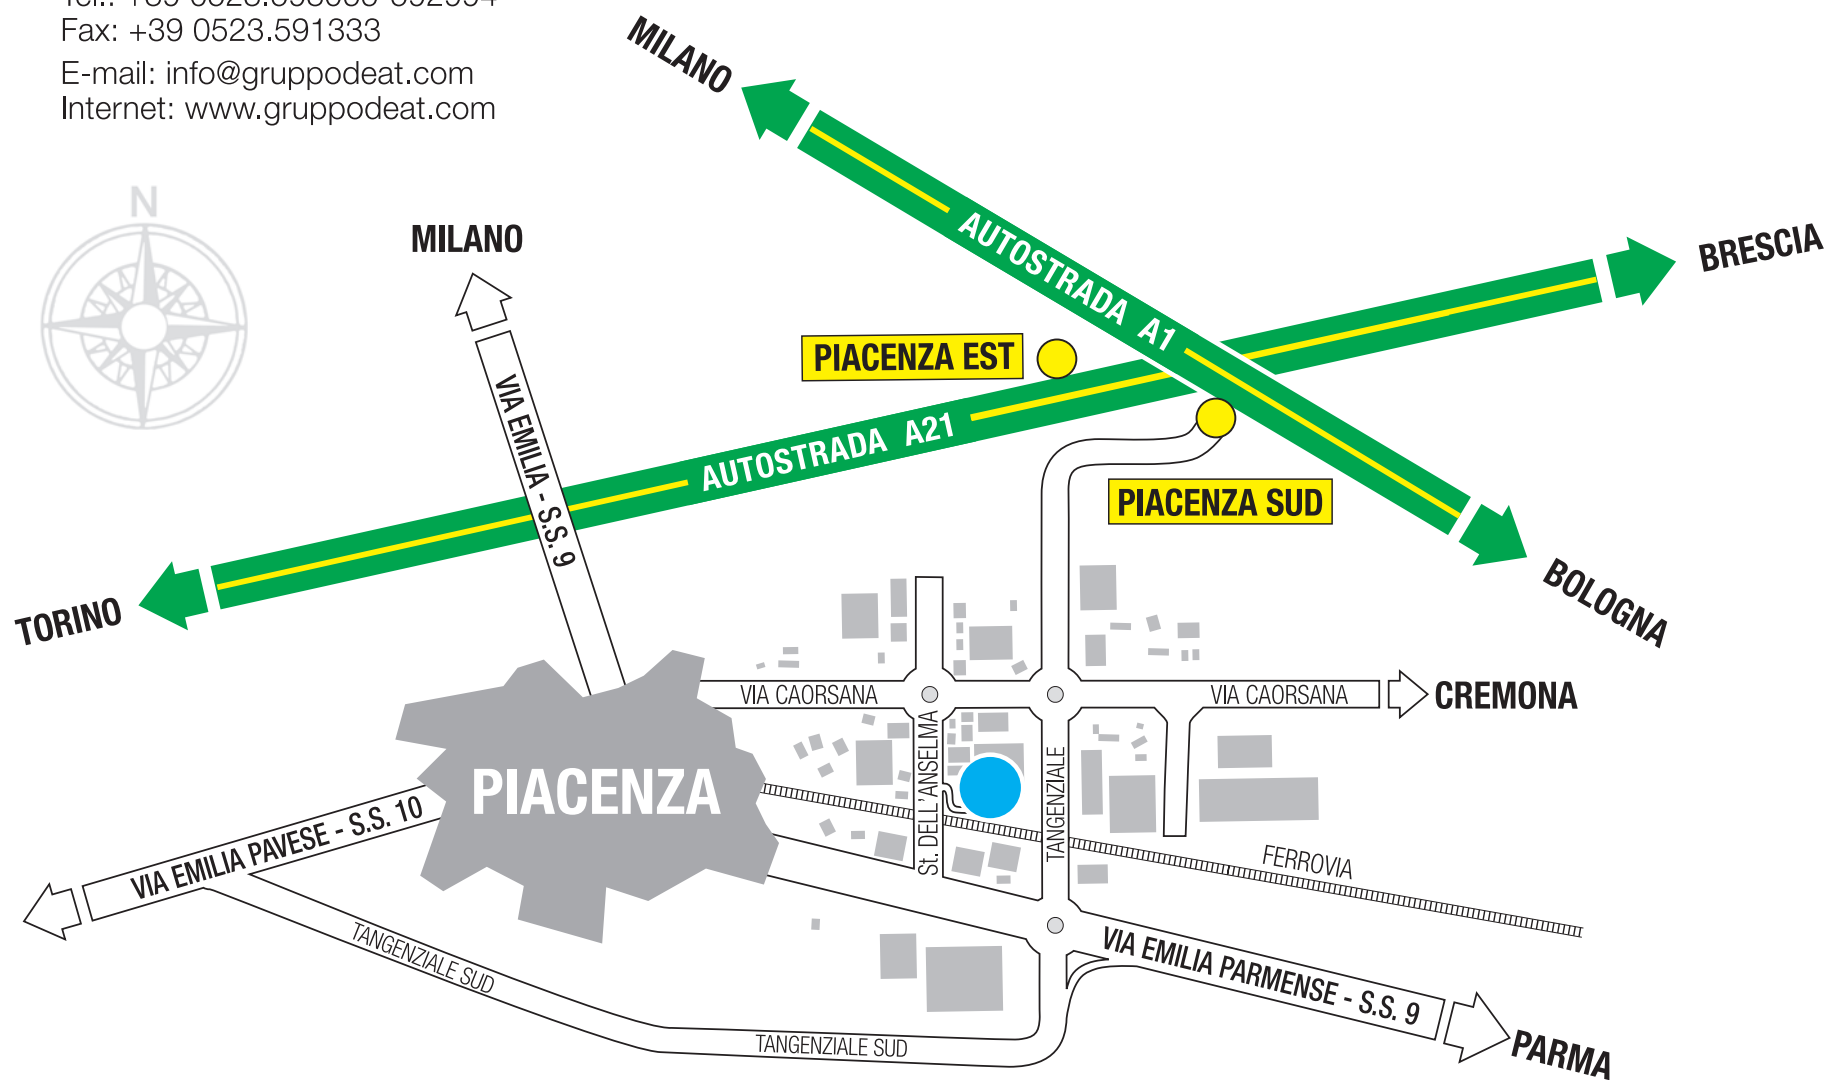 Fax: +39 0523.591333
E-mail: info@gruppodeat.com
Internet: www.gruppodeat.com
N
MILANO
MILANO
BRESCIA
AUTOSTRADA A1
PIACENZA EST
VIA EMILIA - S.S. 9
AUTOSTRADA A21
PIACENZA SUD
TORINO
BOLOGNA
VIA CAORSANA
VIA CAORSANA
CREMONA
St. DELL'ANSELMA
TANGENZIALE
PIACENZA
VIA EMILIA PAVESE - S.S. 10
FERROVIA
TANGENZIALE SUD
VIA EMILIA PARMENSE - S.S. 9
TANGENZIALE SUD
PARMA